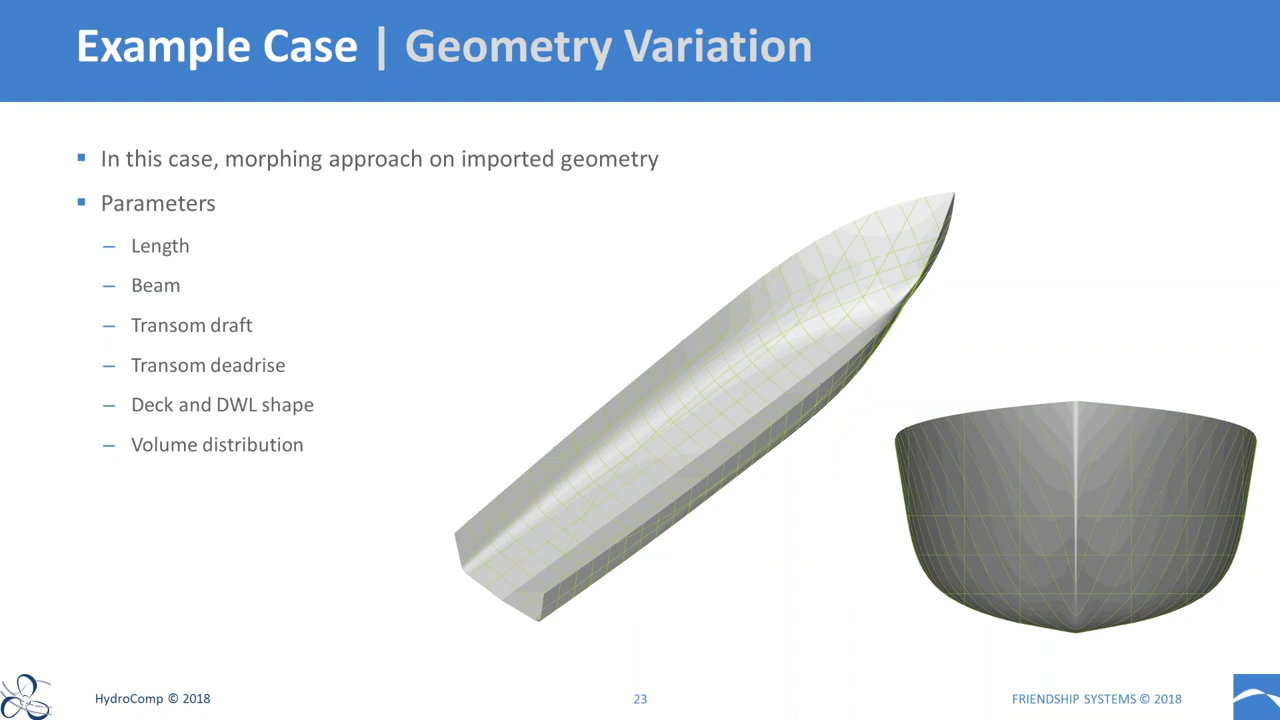 Example Case | Geometry Variation
In this case, morphing approach on imported geometry
Parameters
– Length
– Beam
– Transom draft
– Transom deadrise
– Deck and DWL shape
– Volume distribution
HydroComp © 2018
23
FRIENDSHIP SYSTEMS © 2018